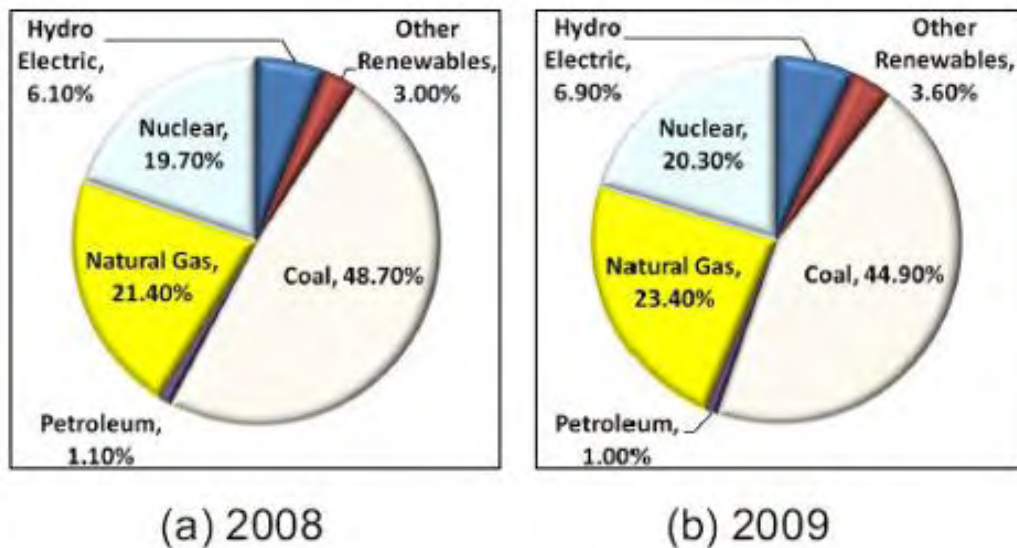 Hydro
Electric,
6.10%
Other
Renewables,
3.00%
Nuclear,
19.70%
Natural Gas,
21.40%
Coal, 48.70%
Petroleum,
1.10%
(a) 2008
Hydro
Electric,
6.90%
Other
Renewables,
3.60%
Nuclear,
20.30%
Natural Gas,
23.40%
Coal, 44.90%
Petroleum,
1.00%
(b) 2009